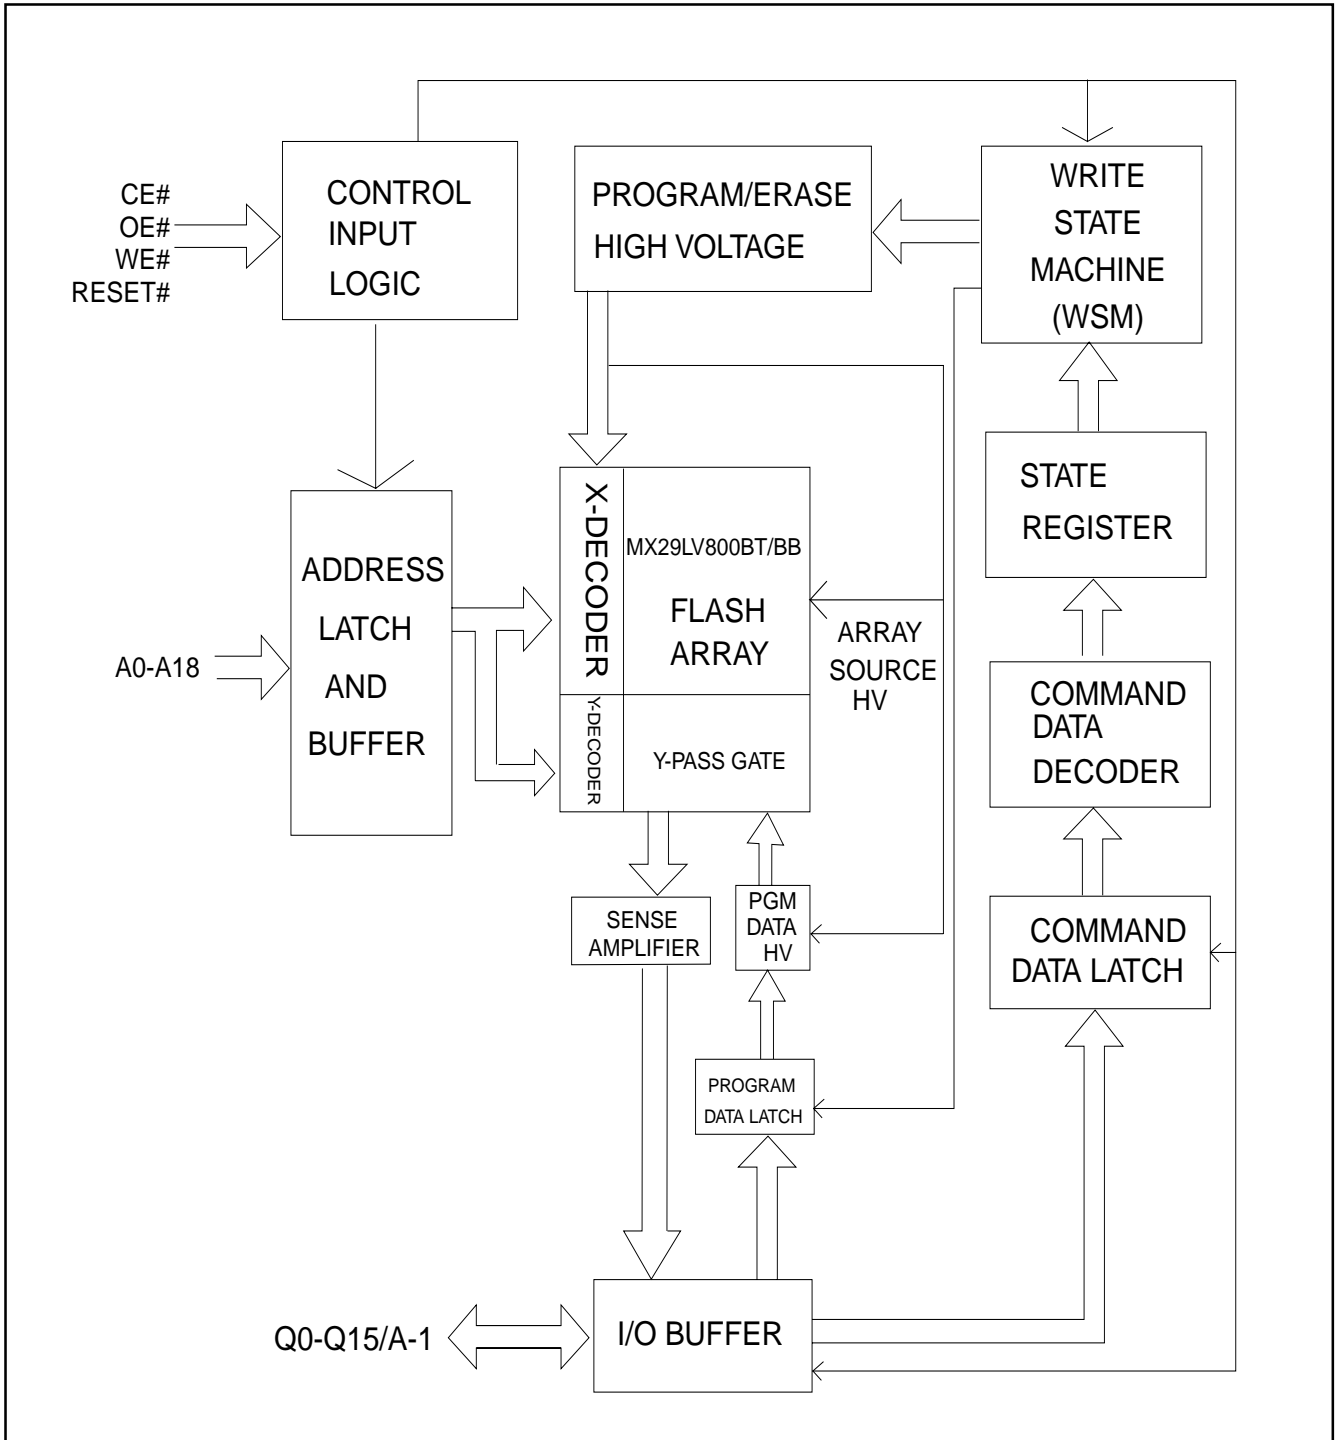 CE#
OE#
WE#
RESET#
CONTROL
INPUT
LOGIC
PROGRAM/ERASE
HIGH VOLTAGE
WRITE
STATE
MACHINE
(WSM)
STATE
REGISTER
X-DECODER
MX29LV800BT/BB
FLASH
ARRAY
ADDRESS
LATCH
AND
BUFFER
A0-A18
ARRAY
SOURCE
HV
Y-DECODER
Y-PASS GATE
COMMAND
DATA
DECODER
SENSE
AMPLIFIER
PGM
DATA
HV
COMMAND
DATA LATCH
PROGRAM
DATA LATCH
Q0-Q15/A-1
I/O BUFFER